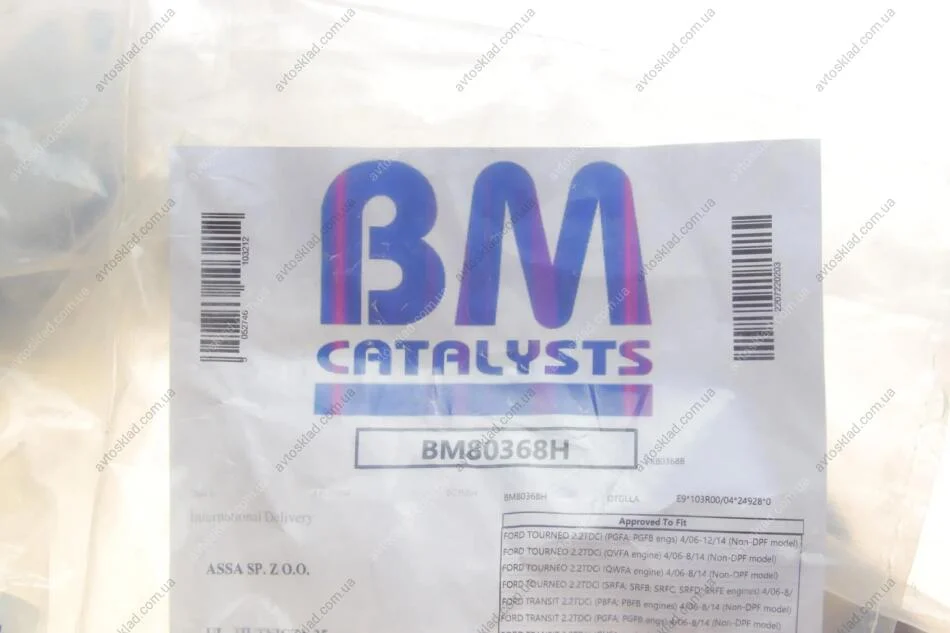 BM
CATALYSTS
BM80368H
103212
052746
2207220203
BM80368H E9*103R00/04*24928*0
International Delivery
Approved To Fit
FORD TOURNEO 2.2TDCi (PGFA; PGFB engs) 4/06-12/14 (Non-DPF model)
FORD TOURNEO 2.2TDCi (QVFA engine) 4/06-8/14 (Non-DPF model)
FORD TOURNEO 2.2TDCi (QWFA engine) 4/06-8/14 (Non-DPF model)
FORD TOURNEO 2.2TDCi (SRFA; SRFB; SRFC; SRFD; SRFE engines) 4/06-8/
FORD TRANSIT 2.2TDCi (PBFA; PBFB engines) 4/06-8/14 (Non-DPF model)
FORD TRANSIT 2.2TDCi (PGFA; PGFB engs) 4/06-8/14 (Non-DPF model)
ASSA SP. Z O.O.
avtosklad.com.ua